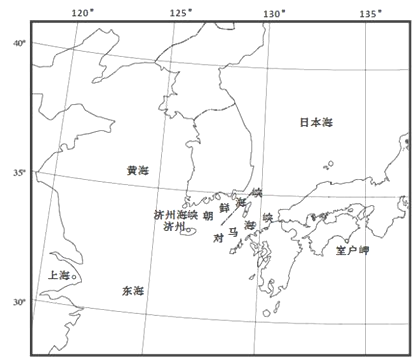 120° 125° 130° 135°
40°
日本海
黄海
35°
济州海峡 朝鲜海峡
济州
对马海峡
室户岬
上海
东海
30°